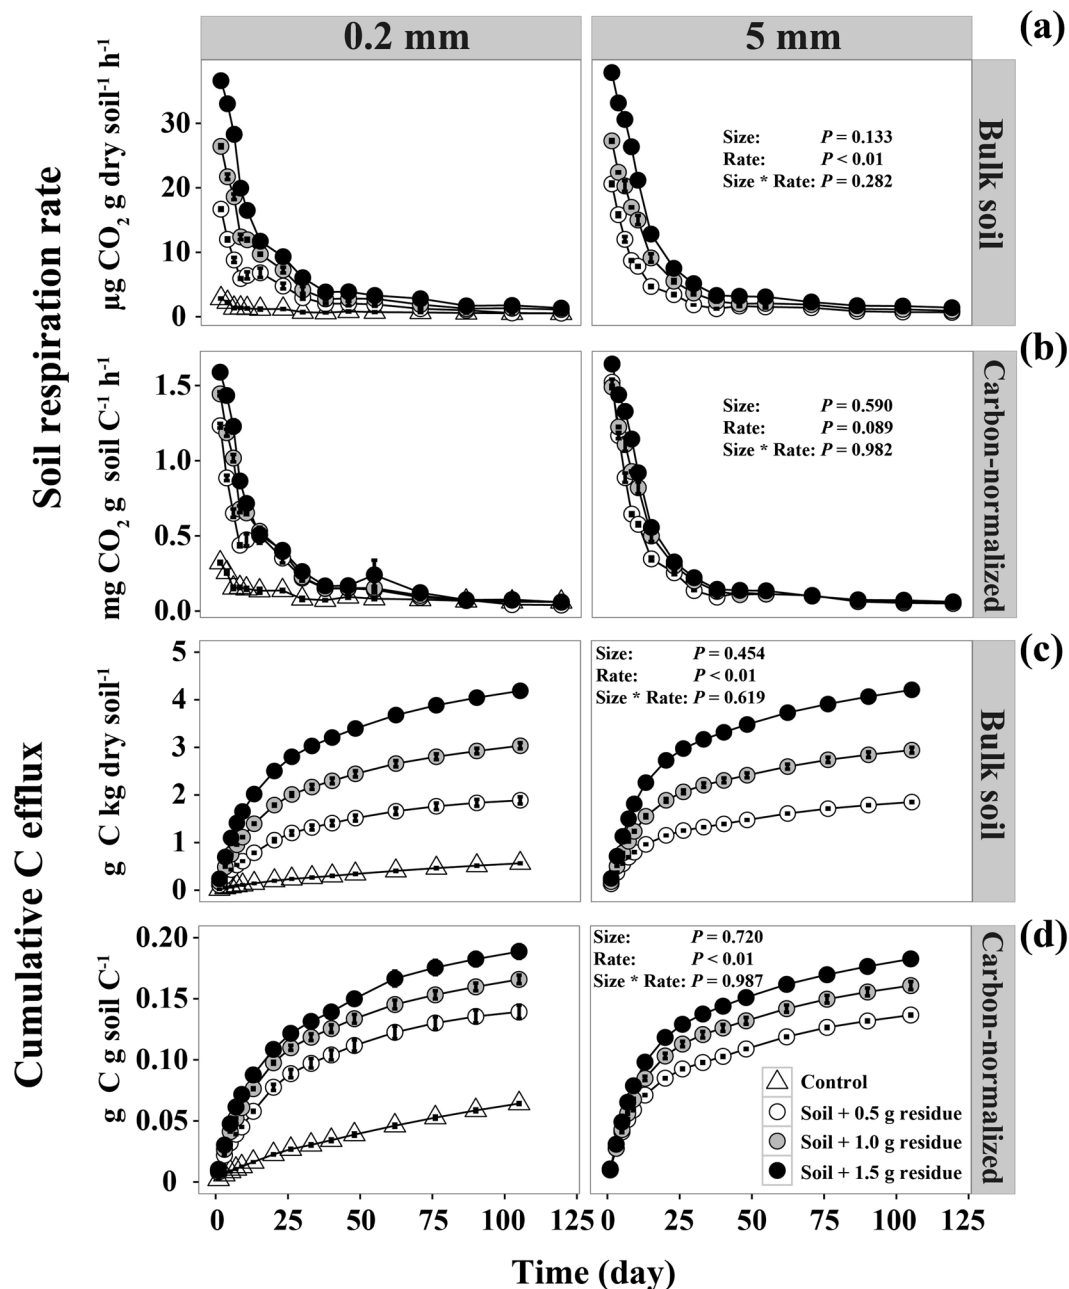 0.2 mm
5 mm
(a)
Soil respiration rate
µg CO2 g dry soil-1 h-1
30
20
10
0
Size: P = 0.133
Rate: P < 0.01
Size * Rate: P = 0.282
Bulk soil
(b)
mg CO2 g soil C-1 h-1
1.5
1.0
0.5
0.0
Size: P = 0.590
Rate: P = 0.089
Size * Rate: P = 0.982
Carbon-normalized
(c)
Cumulative C efflux
g C kg dry soil-1
5
4
3
2
1
0
Size: P = 0.454
Rate: P < 0.01
Size * Rate: P = 0.619
Bulk soil
(d)
g C g soil C-1
0.20
0.15
0.10
0.05
0
Size: P = 0.720
Rate: P < 0.01
Size * Rate: P = 0.987
Control
Soil + 0.5 g residue
Soil + 1.0 g residue
Soil + 1.5 g residue
Carbon-normalized
0 25 50 75 100 125
0 25 50 75 100 125
Time (day)